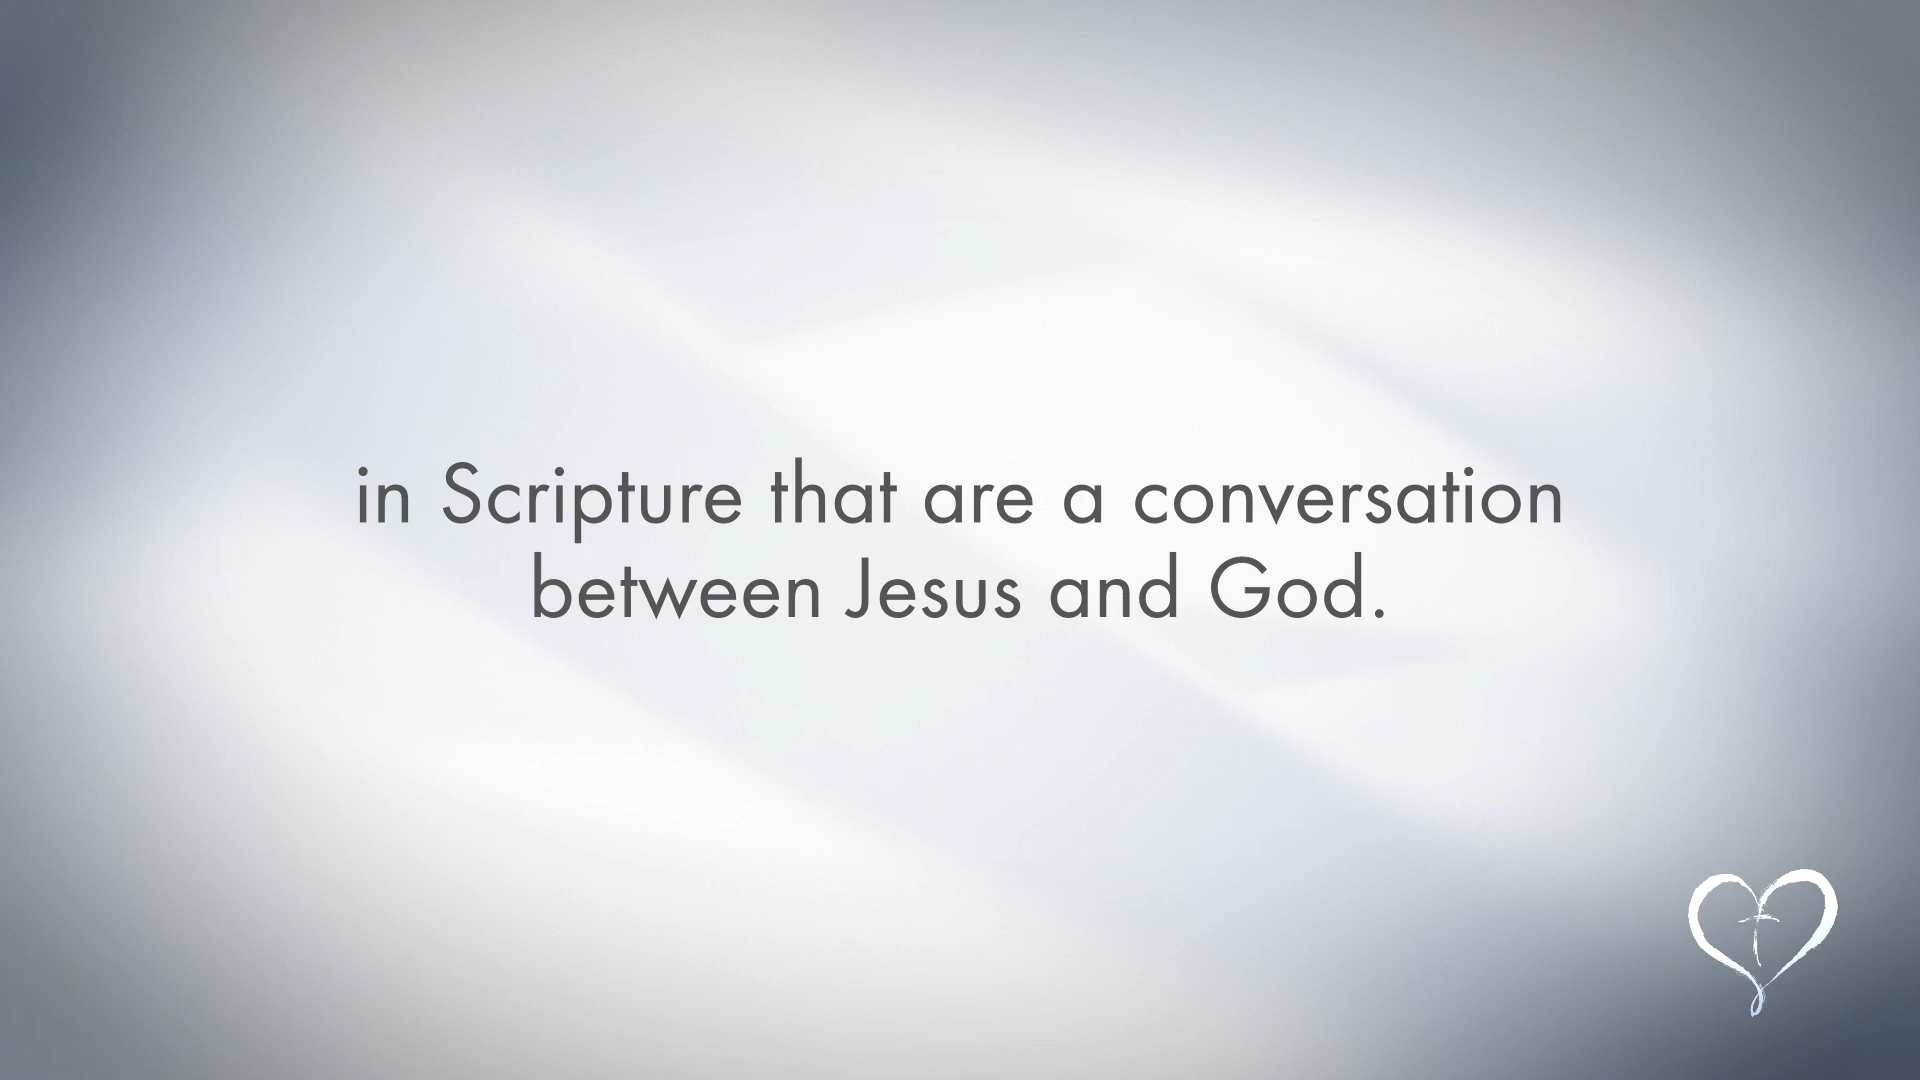 in Scripture that are a conversation
between Jesus and God.